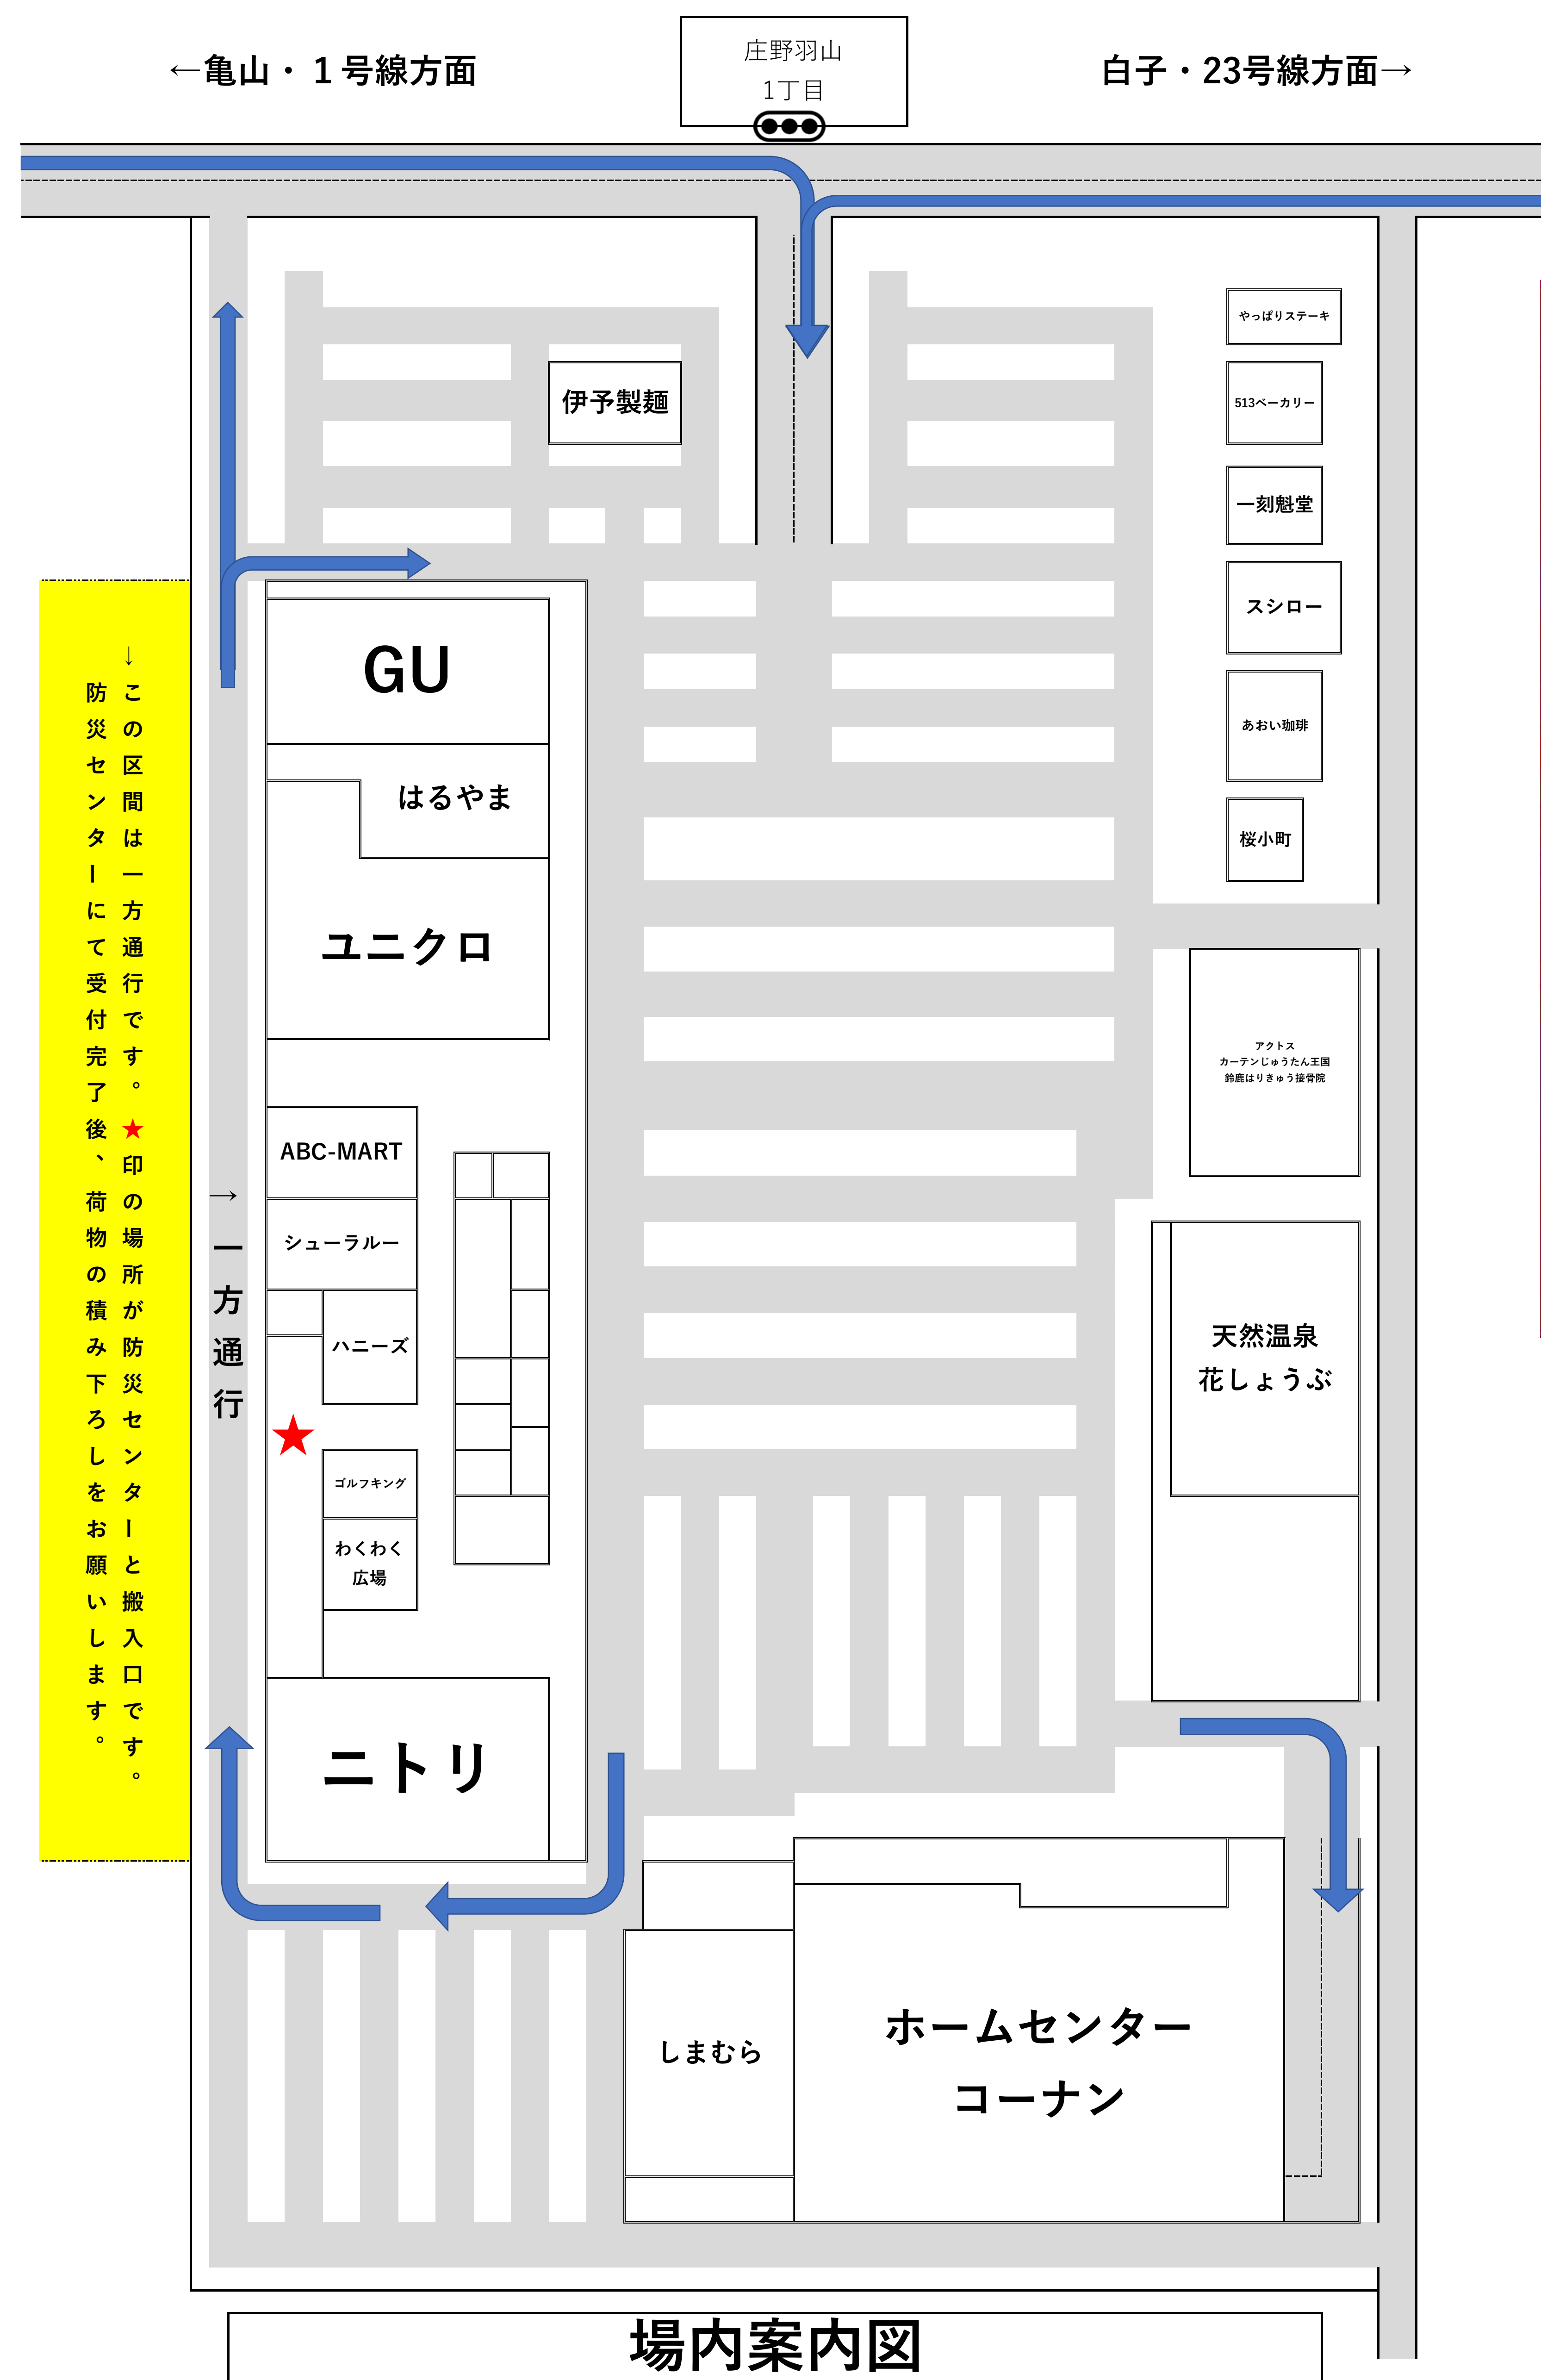 ←亀山・１号線方面
庄野羽山
1丁目
白子・23号線方面→
やっぱりステーキ
伊予製麺
513ベーカリー
一刻魁堂
スシロー
GU
あおい珈琲
はるやま
桜小町
ユニクロ
アクトス
カーテンじゅうたん王国
鈴鹿はりきゅう接骨院
←この区間は一方通行です。★印の場所が防災センターと搬入口です。
防災センターにて受付完了後、荷物の積み下ろしをお願いします。
ABC-MART
↑一方通行
シューラルー
ハニーズ
天然温泉
花しょうぶ
★
ゴルフキング
わくわく
広場
ニトリ
しまむら
ホームセンター
コーナン
場内案内図